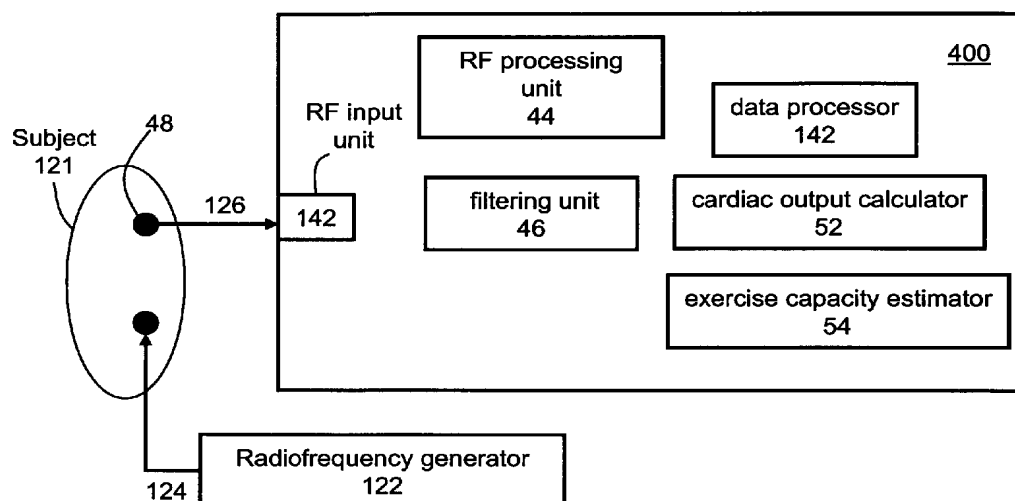 RF processing
unit
44
400
data processor
142
RF input
unit
48
Subject
121
126
142
filtering unit
46
cardiac output calculator
52
exercise capacity estimator
54
Radiofrequency generator
122
124